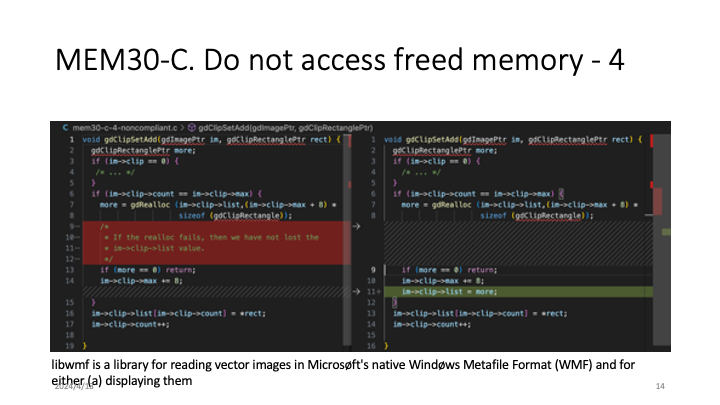 MEM30-C. Do not access freed memory - 4
C mem30-c-4-noncompliant.c > gdClipSetAdd(gdImagePtr, gdClipRectanglePtr)
1 void gdClipSetAdd(gdImagePtr im, gdClipRectanglePtr rect) {
2 gdClipRectanglePtr more;
3 if (im->clip == 0) {
4 /* ... */
5 }
6 if (im->clip->count == im->clip->max) {
7 more = gdRealloc (im->clip->list,(im->clip->max + 8) *
8 sizeof (gdClipRectangle));
9− /*
10− * If the realloc fails, then we have not lost the
11− * im->clip->list value.
12− */
13 if (more == 0) return;
14 im->clip->max += 8;
15 }
16 im->clip->list[im->clip->count] = *rect;
17 im->clip->count++;
18
19 }
1 void gdClipSetAdd(gdImagePtr im, gdClipRectanglePtr rect) {
2 gdClipRectanglePtr more;
3 if (im->clip == 0) {
4 /* ... */
5 }
6 if (im->clip->count == im->clip->max) {
7 more = gdRealloc (im->clip->list,(im->clip->max + 8) *
8 sizeof (gdClipRectangle));
9 if (more == 0) return;
10 im->clip->max += 8;
11+ im->clip->list = more;
12 }
13 im->clip->list[im->clip->count] = *rect;
14 im->clip->count++;
15
16 }
libwmf is a library for reading vector images in Microsøft's native Windøws Metafile Format (WMF) and for
either (a) displaying them
14